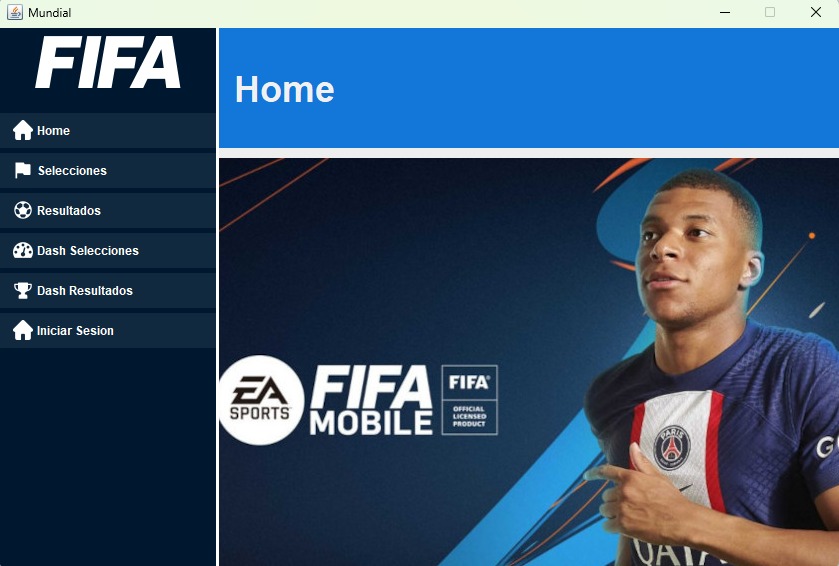 Mundial
FIFA
Home
Selecciones
Resultados
Dash Selecciones
Dash Resultados
Iniciar Sesion
Home
EA
SPORTS
FIFA
MOBILE
FIFA
OFFICIAL
LICENSED
PRODUCT
PARIS
G
QATA